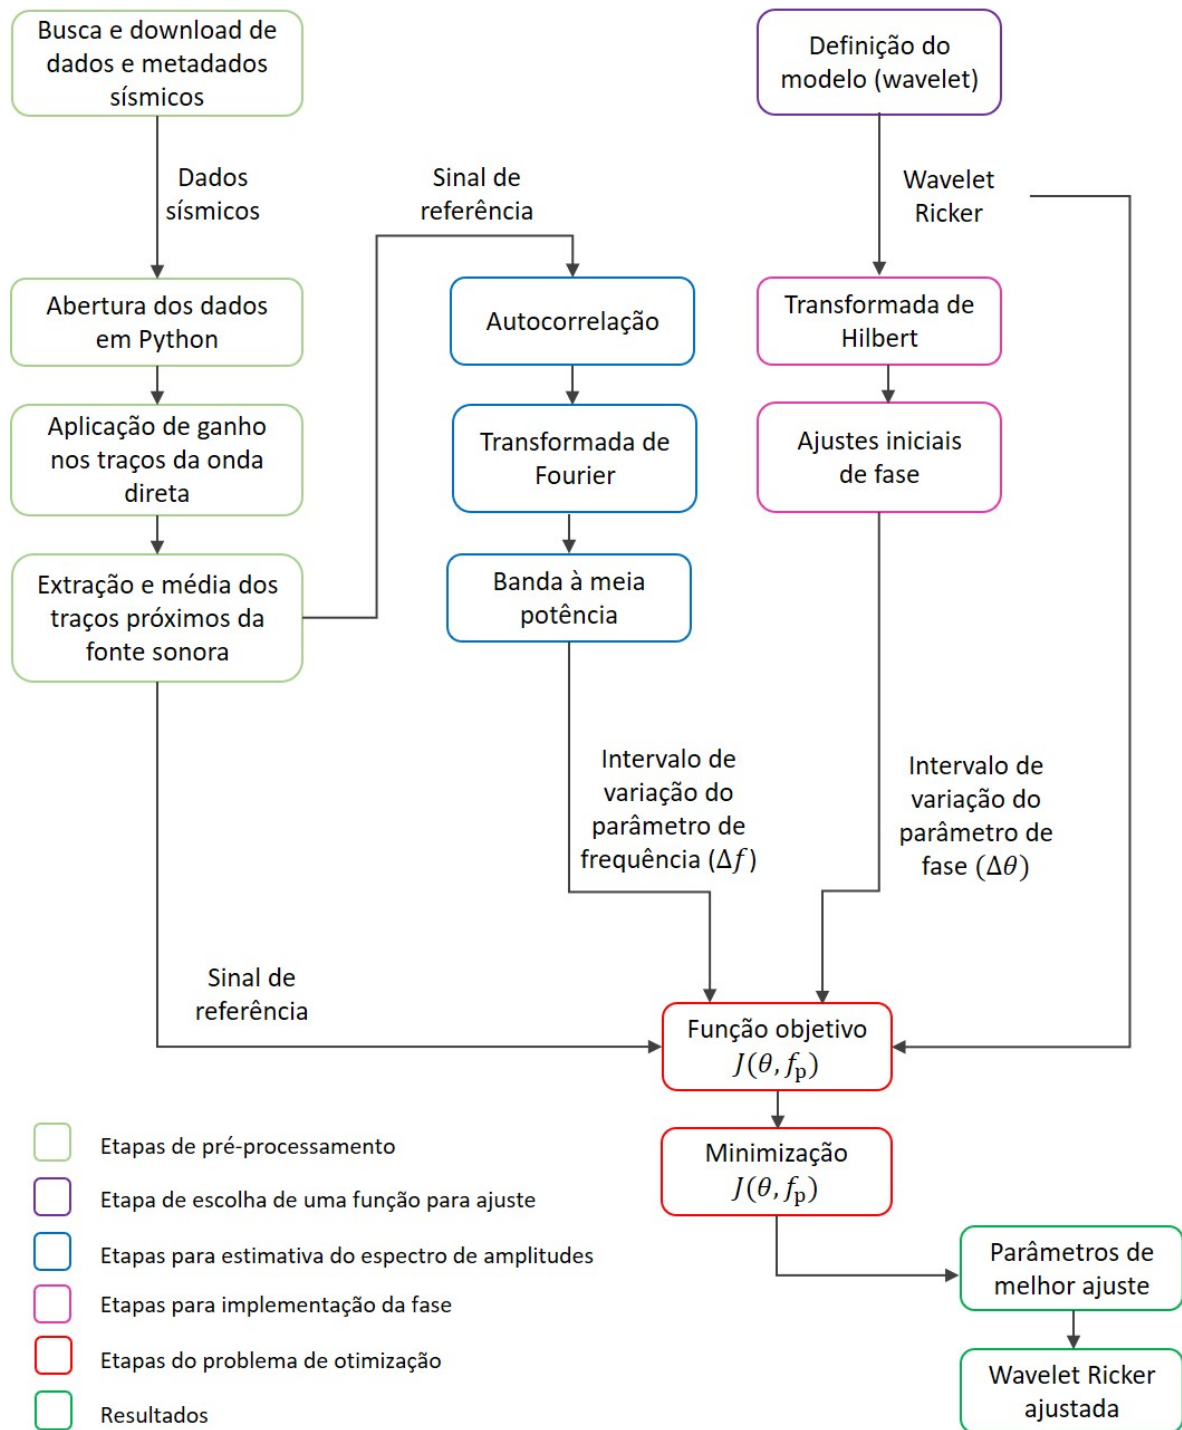 Busca e download de
dados e metadados
sísmicos
Definição do
modelo (wavelet)
Dados
sísmicos
Sinal de
referência
Wavelet
Ricker
Abertura dos dados
em Python
Autocorrelação
Transformada de
Hilbert
Aplicação de ganho
nos traços da onda
direta
Transformada de
Fourier
Ajustes iniciais
de fase
Extração e média dos
traços próximos da
fonte sonora
Banda à meia
potência
Intervalo de
variação do
parâmetro de
frequência (Δf)
Intervalo de
variação do
parâmetro de
fase (Δθ)
Sinal de
referência
Função objetivo
J(θ, fₚ)
Minimização
J(θ, fₚ)
Parâmetros de
melhor ajuste
Wavelet Ricker
ajustada
Etapas de pré-processamento
Etapa de escolha de uma função para ajuste
Etapas para estimativa do espectro de amplitudes
Etapas para implementação da fase
Etapas do problema de otimização
Resultados